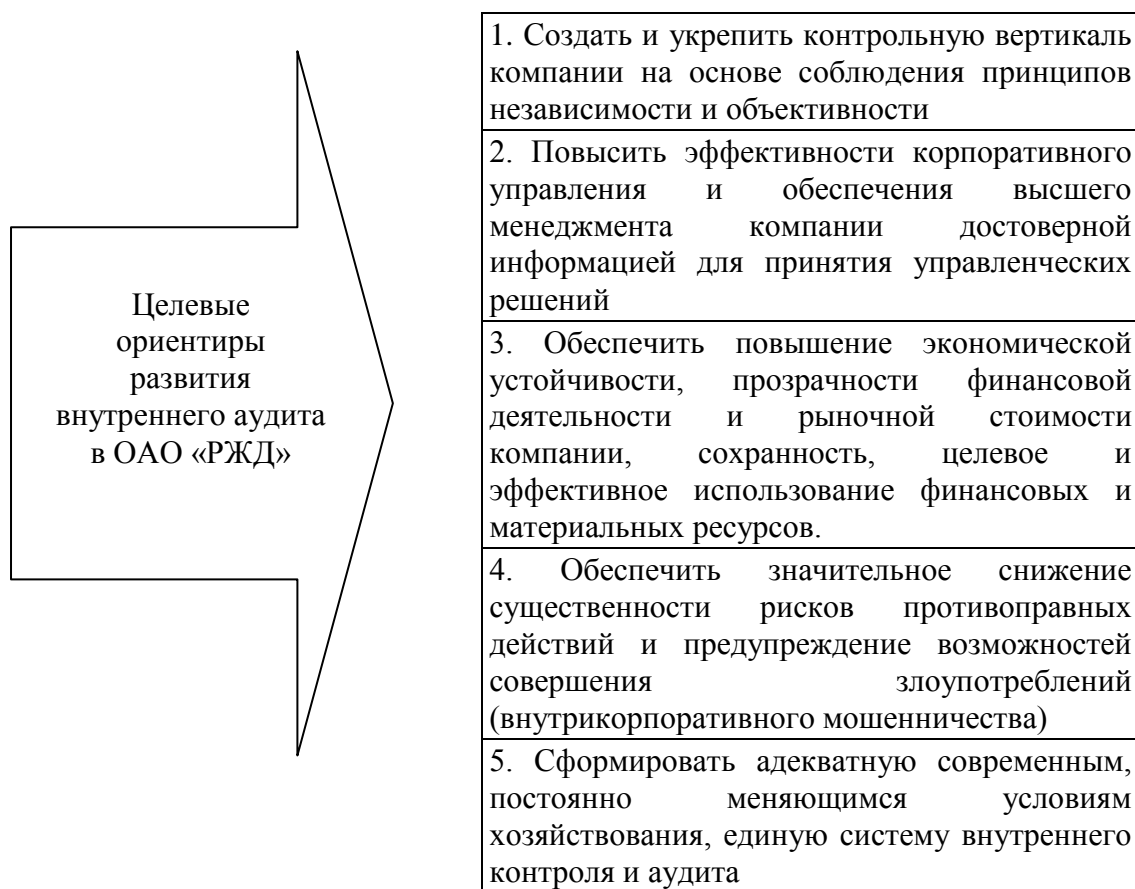 Целевые
ориентиры
развития
внутреннего аудита
в ОАО «РЖД»
1. Создать и укрепить контрольную вертикаль
компании на основе соблюдения принципов
независимости и объективности
2. Повысить эффективности корпоративного
управления и обеспечения высшего
менеджмента компании достоверной
информацией для принятия управленческих
решений
3. Обеспечить повышение экономической
устойчивости, прозрачности финансовой
деятельности и рыночной стоимости
компании, сохранность, целевое и
эффективное использование финансовых и
материальных ресурсов.
4. Обеспечить значительное снижение
существенности рисков противоправных
действий и предупреждение возможностей
совершения злоупотреблений
(внутрикорпоративного мошенничества)
5. Сформировать адекватную современным,
постоянно меняющимся условиям
хозяйствования, единую систему внутреннего
контроля и аудита